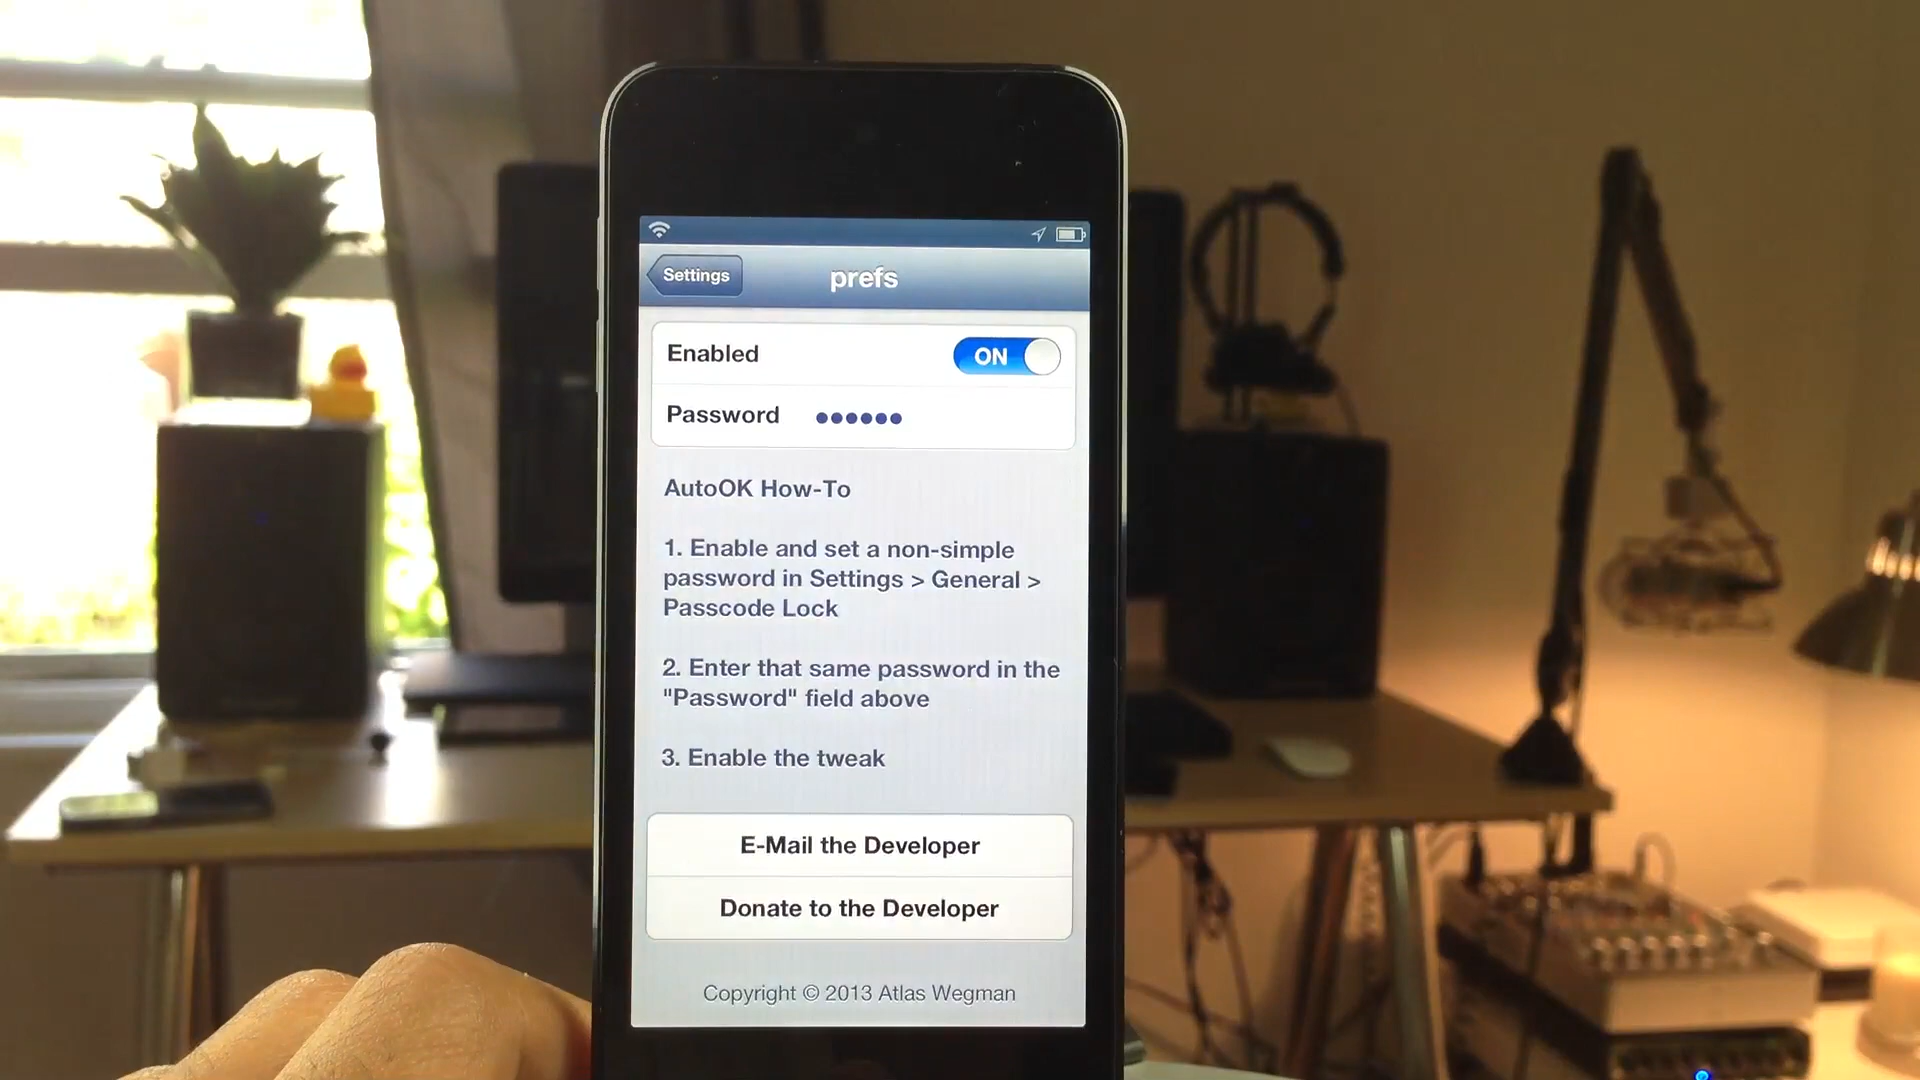 Settings
prefs
Enabled
ON
Password
AutoOK How-To
1. Enable and set a non-simple
password in Settings > General >
Passcode Lock
2. Enter that same password in the
"Password" field above
3. Enable the tweak
E-Mail the Developer
Donate to the Developer
Copyright © 2013 Atlas Wegman